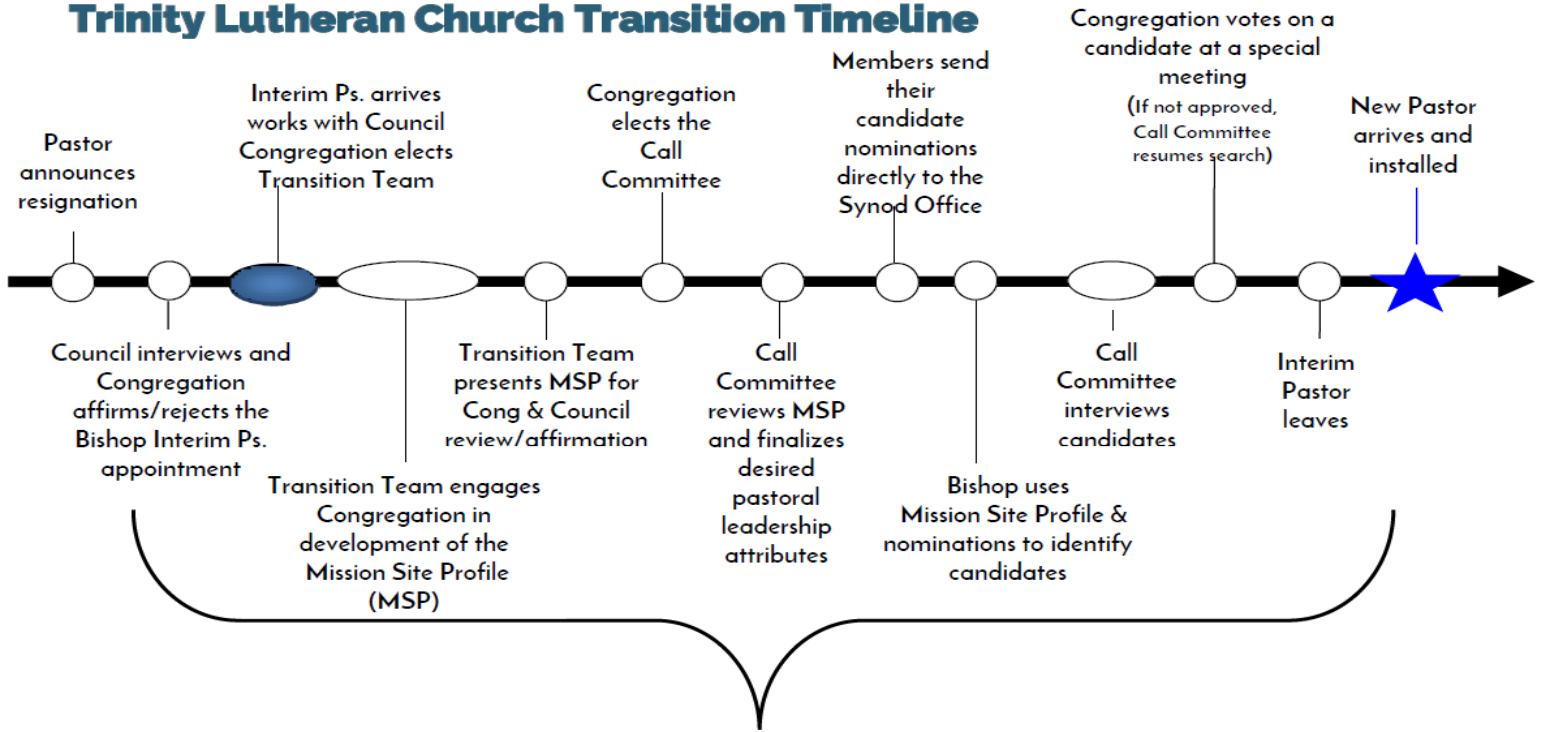 Trinity Lutheran Church Transition Timeline
Pastor
announces
resignation
Council interviews and
Congregation
affirms/rejects the
Bishop Interim Ps.
appointment
Interim Ps. arrives
works with Council
Congregation elects
Transition Team
Transition Team engages
Congregation in
development of the
Mission Site Profile
(MSP)
Transition Team
presents MSP for
Cong & Council
review/affirmation
Congregation
elects the
Call
Committee
Call
Committee
reviews MSP
and finalizes
desired
pastoral
leadership
attributes
Members send
their
candidate
nominations
directly to the
Synod Office
Bishop uses
Mission Site Profile &
nominations to identify
candidates
Call
Committee
interviews
candidates
Congregation votes on a
candidate at a special
meeting
(If not approved,
Call Committee
resumes search)
Interim
Pastor
leaves
New Pastor
arrives and
installed